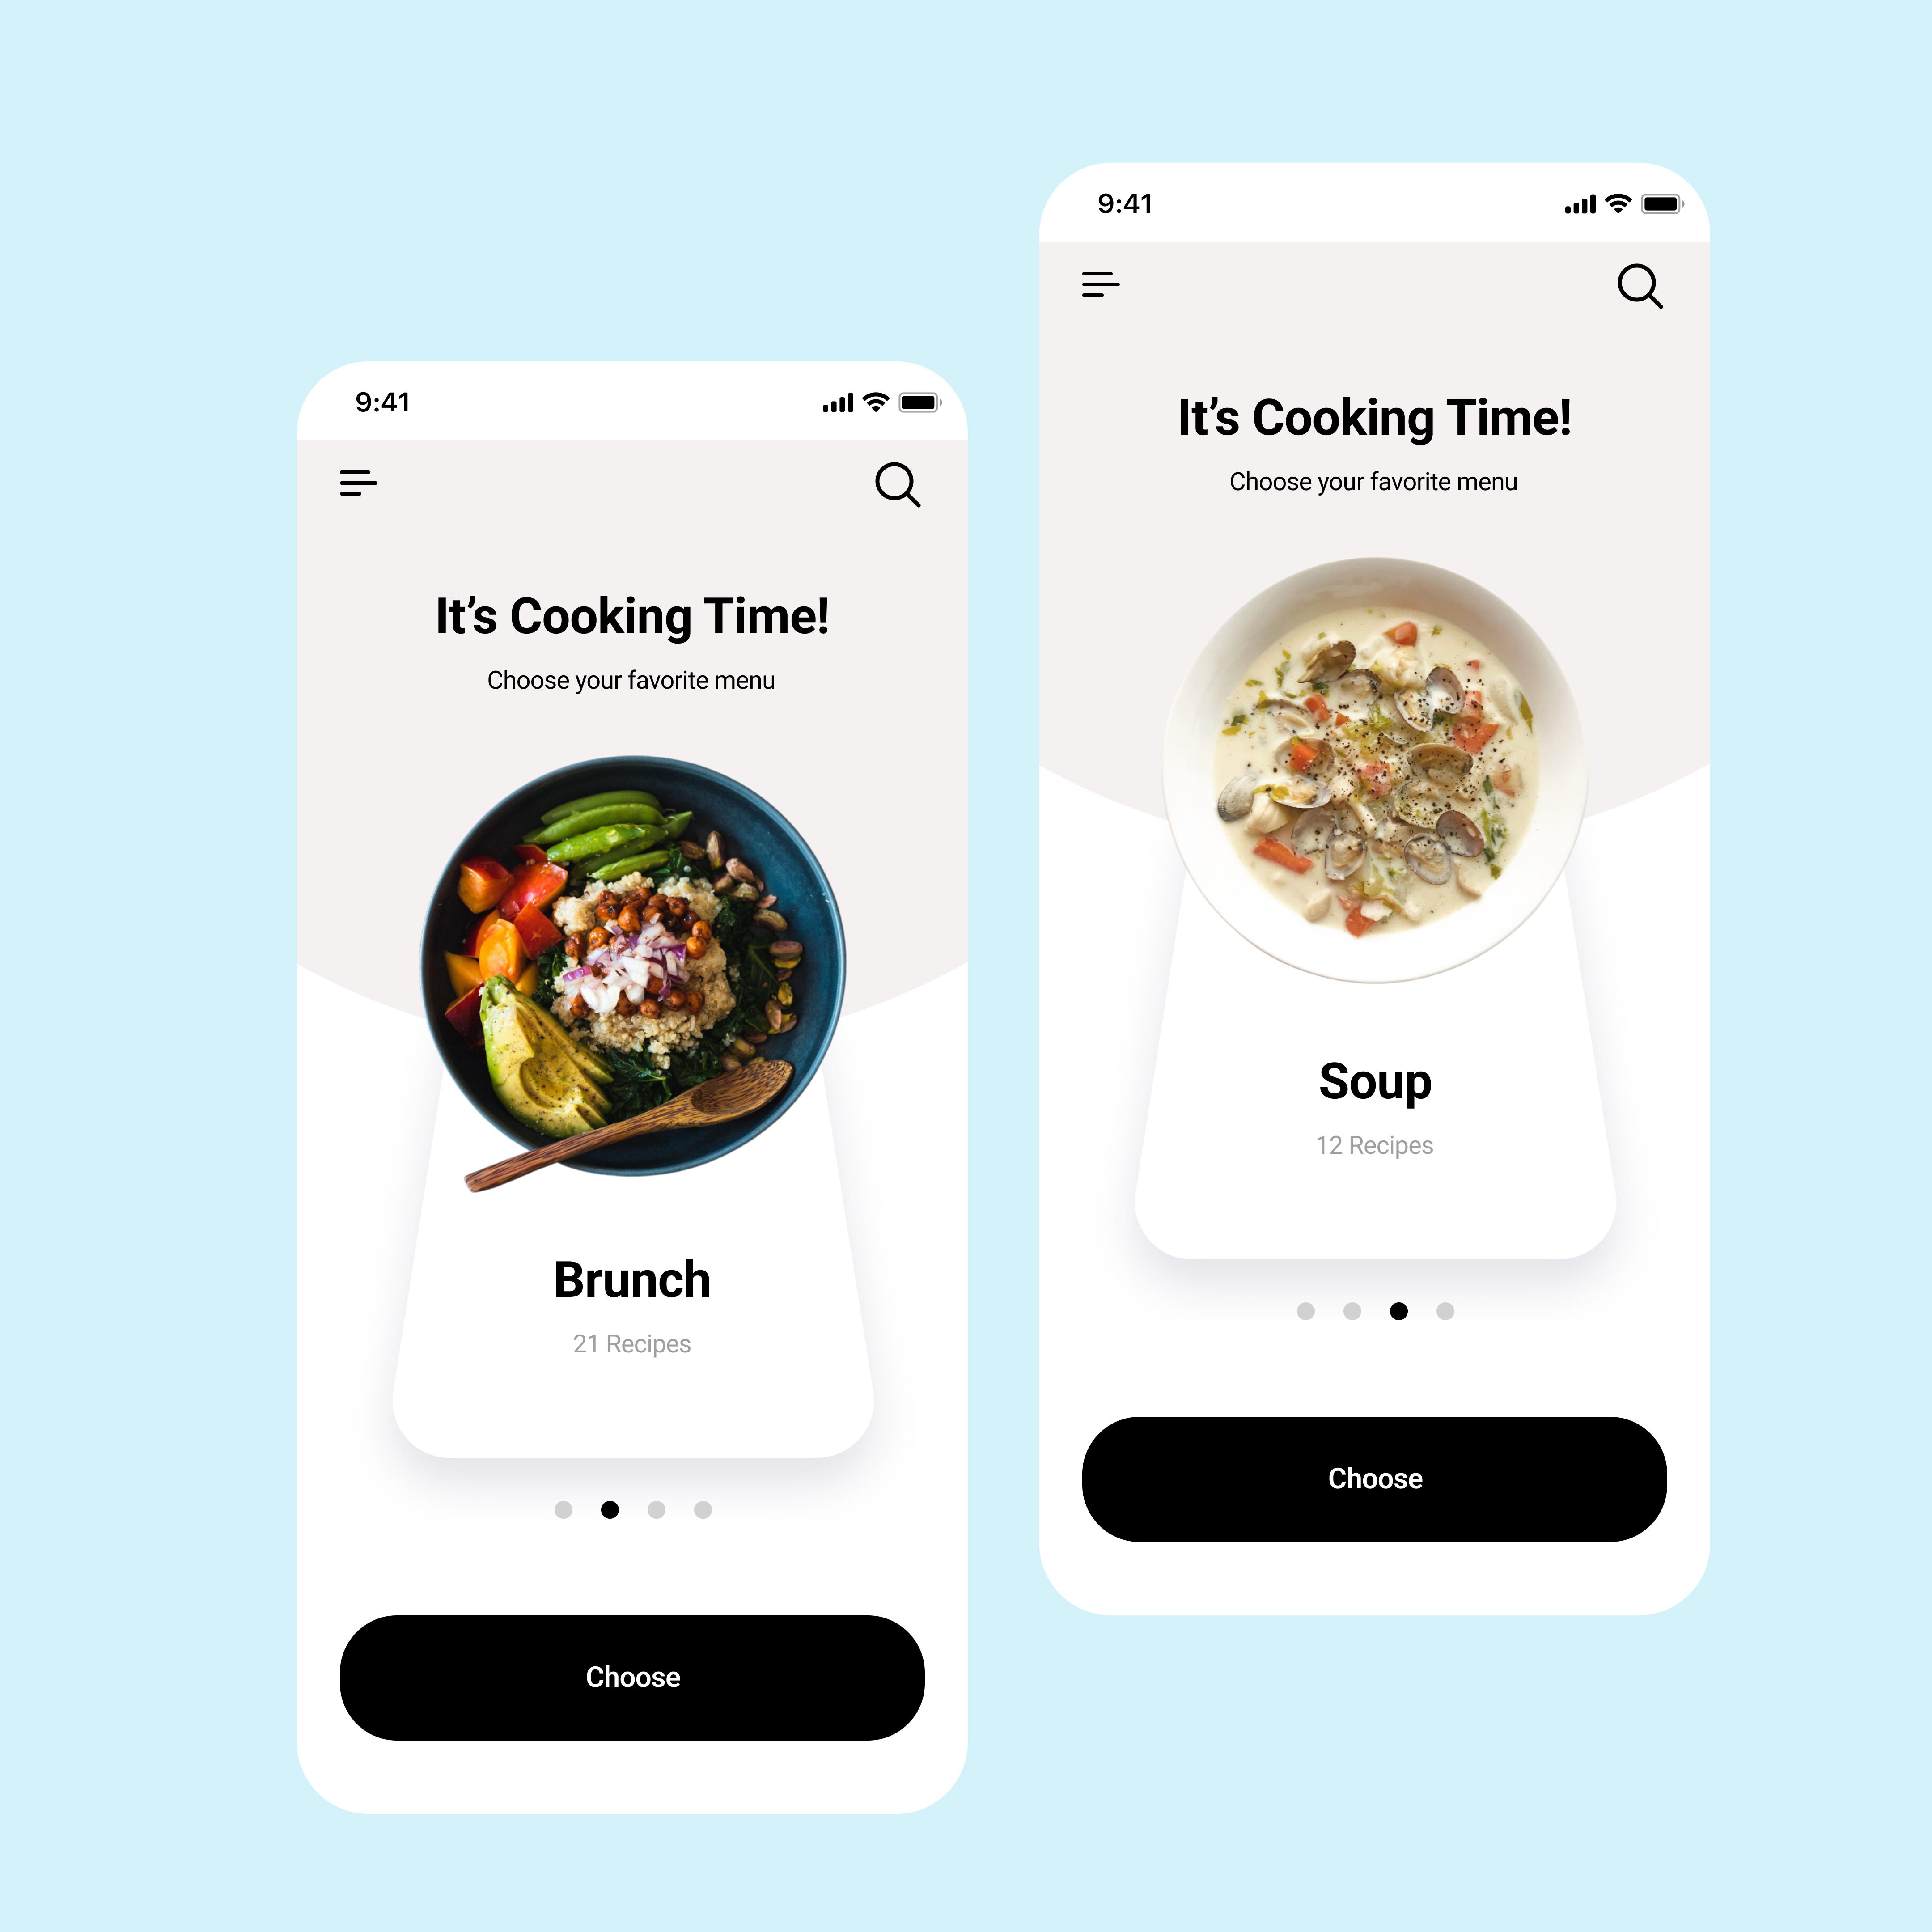 9:41
It’s Cooking Time!
Choose your favorite menu
Brunch
21 Recipes
Choose
9:41
It’s Cooking Time!
Choose your favorite menu
Soup
12 Recipes
Choose